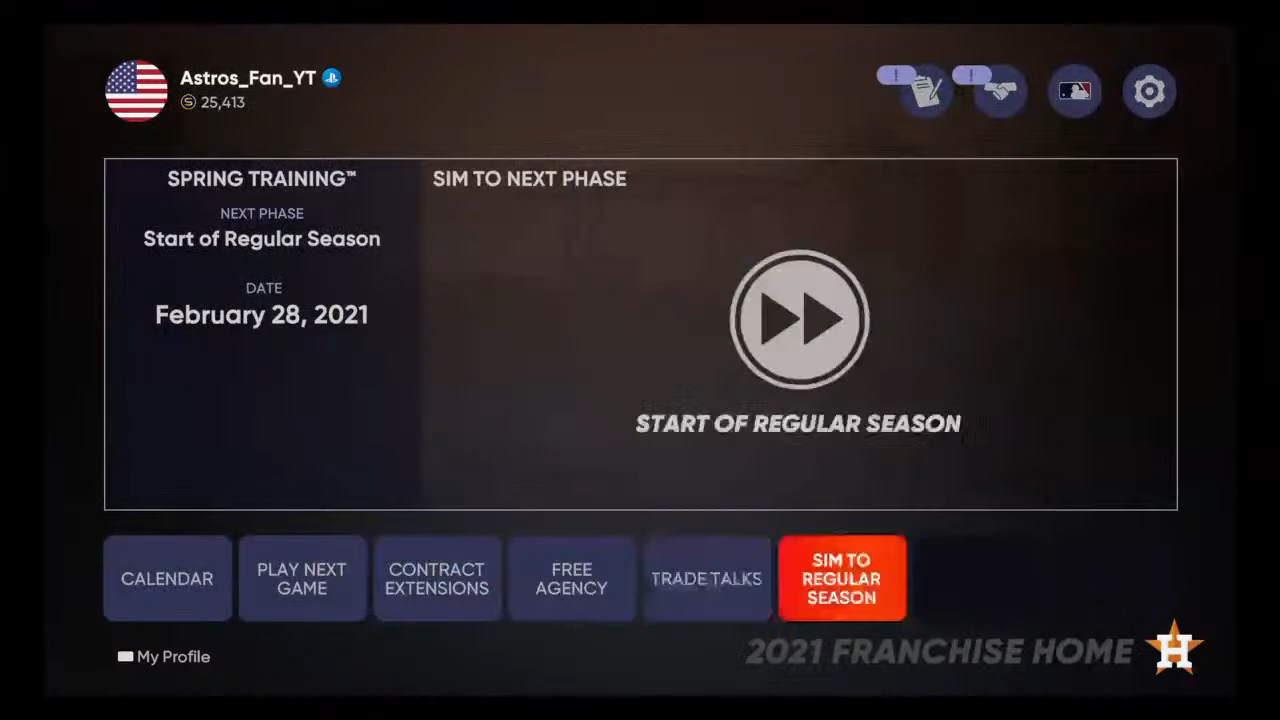 Astros_Fan_YT
25,413
!
!
SPRING TRAINING™
NEXT PHASE
Start of Regular Season
DATE
February 28, 2021
SIM TO NEXT PHASE
START OF REGULAR SEASON
CALENDAR
PLAY NEXT
GAME
CONTRACT
EXTENSIONS
FREE
AGENCY
TRADE TALKS
SIM TO
REGULAR
SEASON
My Profile
2021 FRANCHISE HOME
H